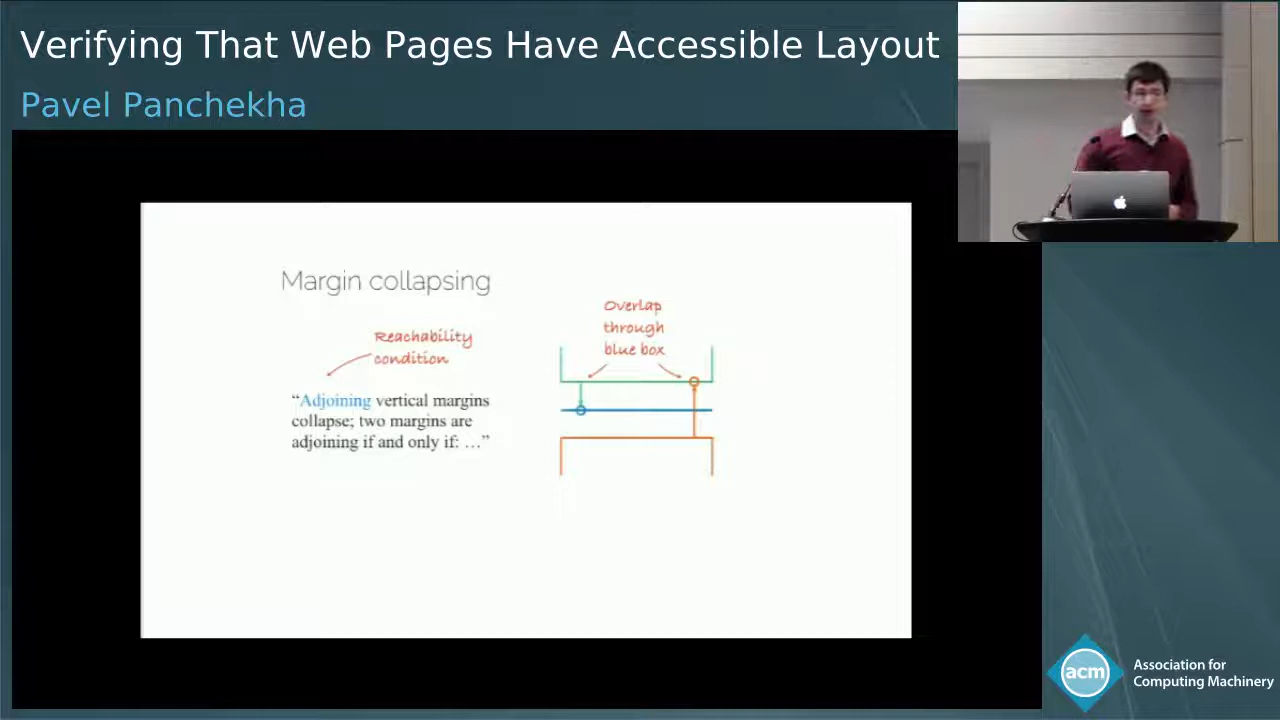 Verifying That Web Pages Have Accessible Layout
Pavel Panchekha
Margin collapsing
Reachability
condition
“Adjoining vertical margins
collapse; two margins are
adjoining if and only if: …”
Overlap
through
blue box
acm
Association for
Computing Machinery